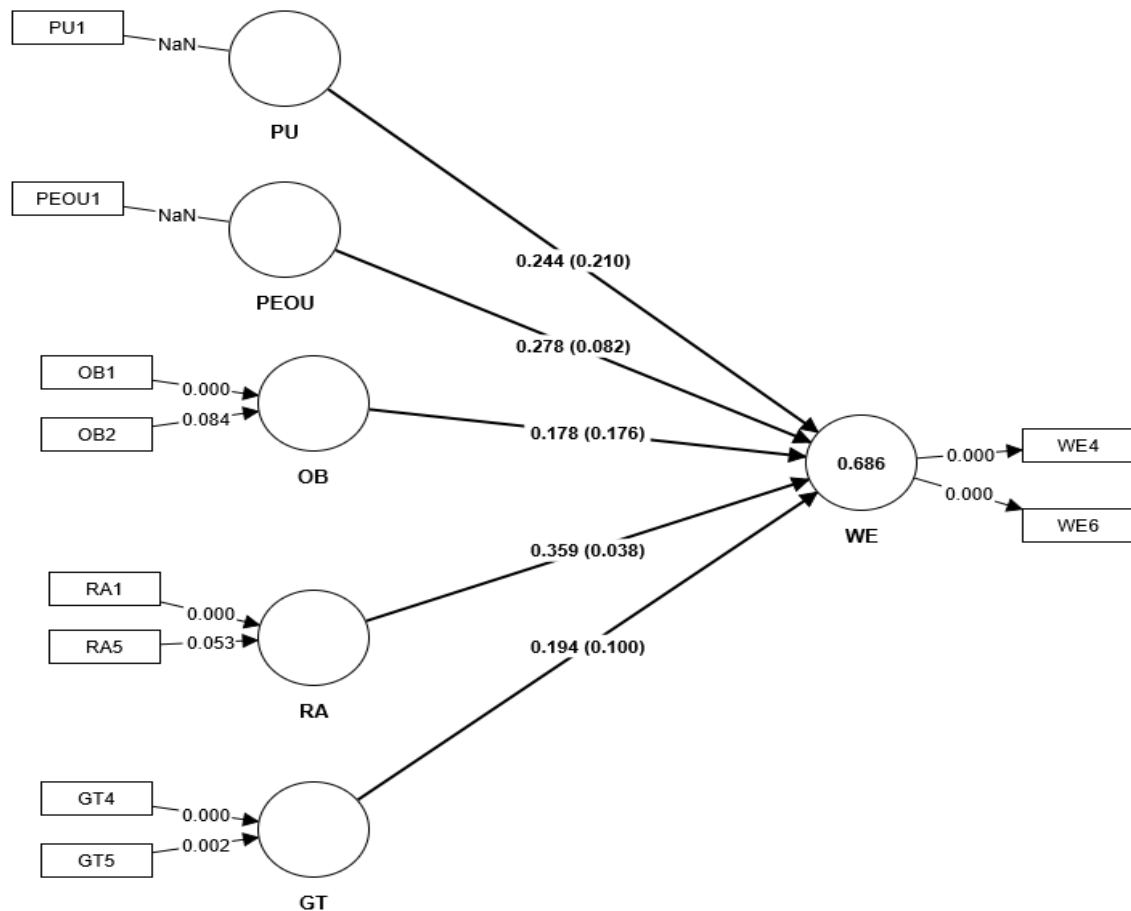 PU1
NaN
PU
PEOU1
NaN
PEOU
0.244 (0.210)
0.278 (0.082)
OB1
0.000
OB2
0.084
OB
0.178 (0.176)
0.686
WE
0.000
WE4
0.000
WE6
0.359 (0.038)
RA1
0.000
RA5
0.053
RA
0.194 (0.100)
GT4
0.000
GT5
0.002
GT